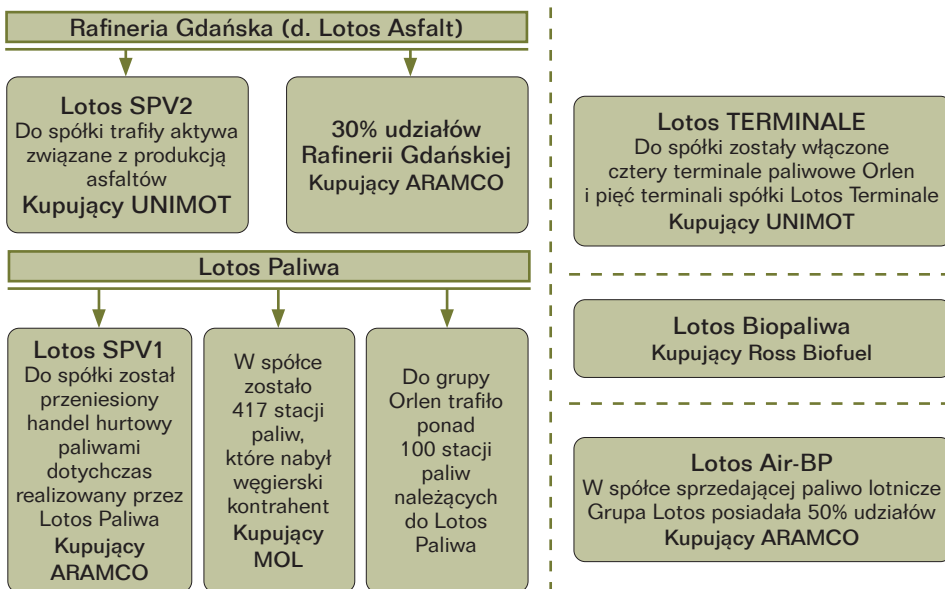 Rafineria Gdańska (d. Lotos Asfalt)
Lotos SPV2
Do spółki trafiły aktywa
związane z produkcją
asfaltów
Kupujący UNIMOT
30% udziałów
Rafinerii Gdańskiej
Kupujący ARAMCO
Lotos Paliwa
Lotos SPV1
Do spółki został
przeniesiony
handel hurtowy
paliwami
dotychczas
realizowany przez
Lotos Paliwa
Kupujący
ARAMCO
W spółce
zostało
417 stacji
paliw,
które nabył
węgierski
kontrahent
Kupujący
MOL
Do grupy
Orlen trafiło
ponad
100 stacji
paliw
należących
do Lotos
Paliwa
Lotos TERMINALE
Do spółki zostały włączone
cztery terminale paliwowe Orlen
i pięć terminali spółki Lotos Terminale
Kupujący UNIMOT
Lotos Biopaliwa
Kupujący Ross Biofuel
Lotos Air-BP
W spółce sprzedającej paliwo lotnicze
Grupa Lotos posiadała 50% udziałów
Kupujący ARAMCO